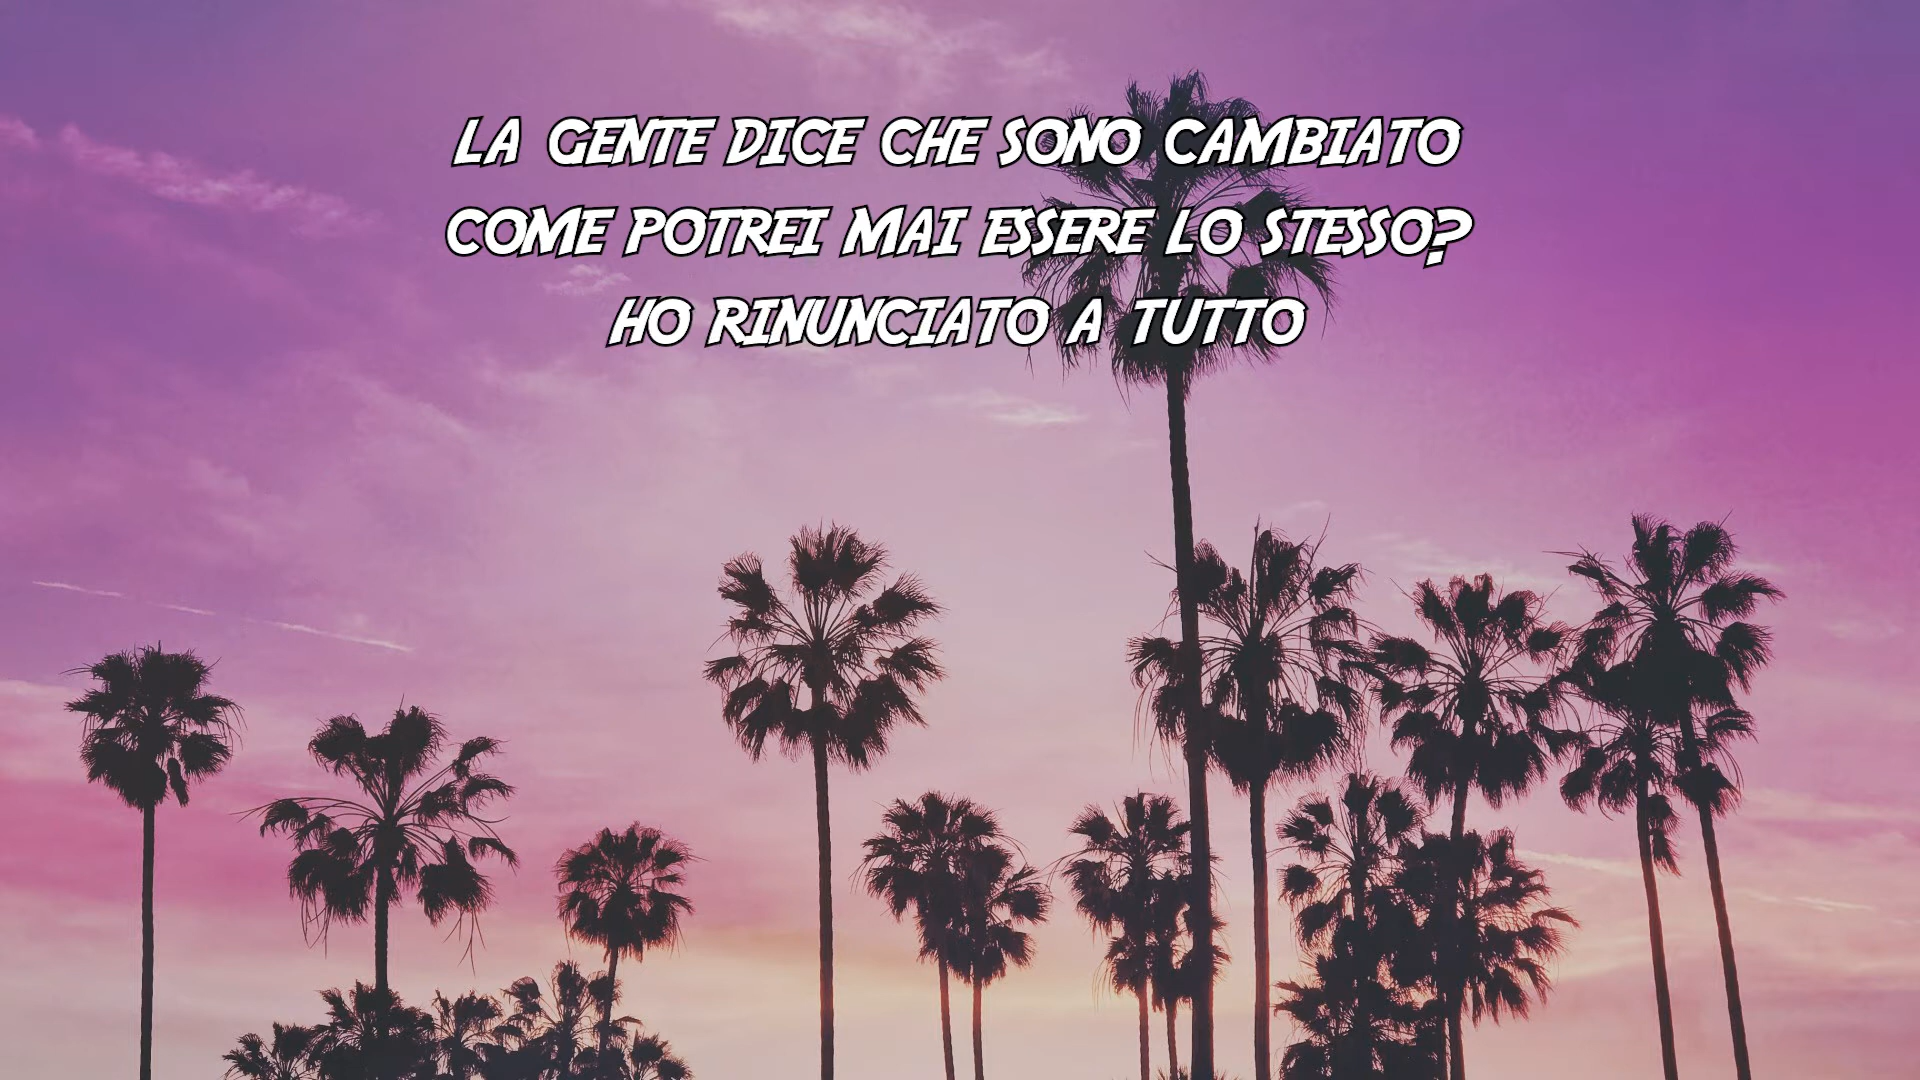 LA GENTE DICE CHE SONO CAMBIATO
COME POTREI MAI ESSERE LO STESSO?
HO RINUNCIATO A TUTTO